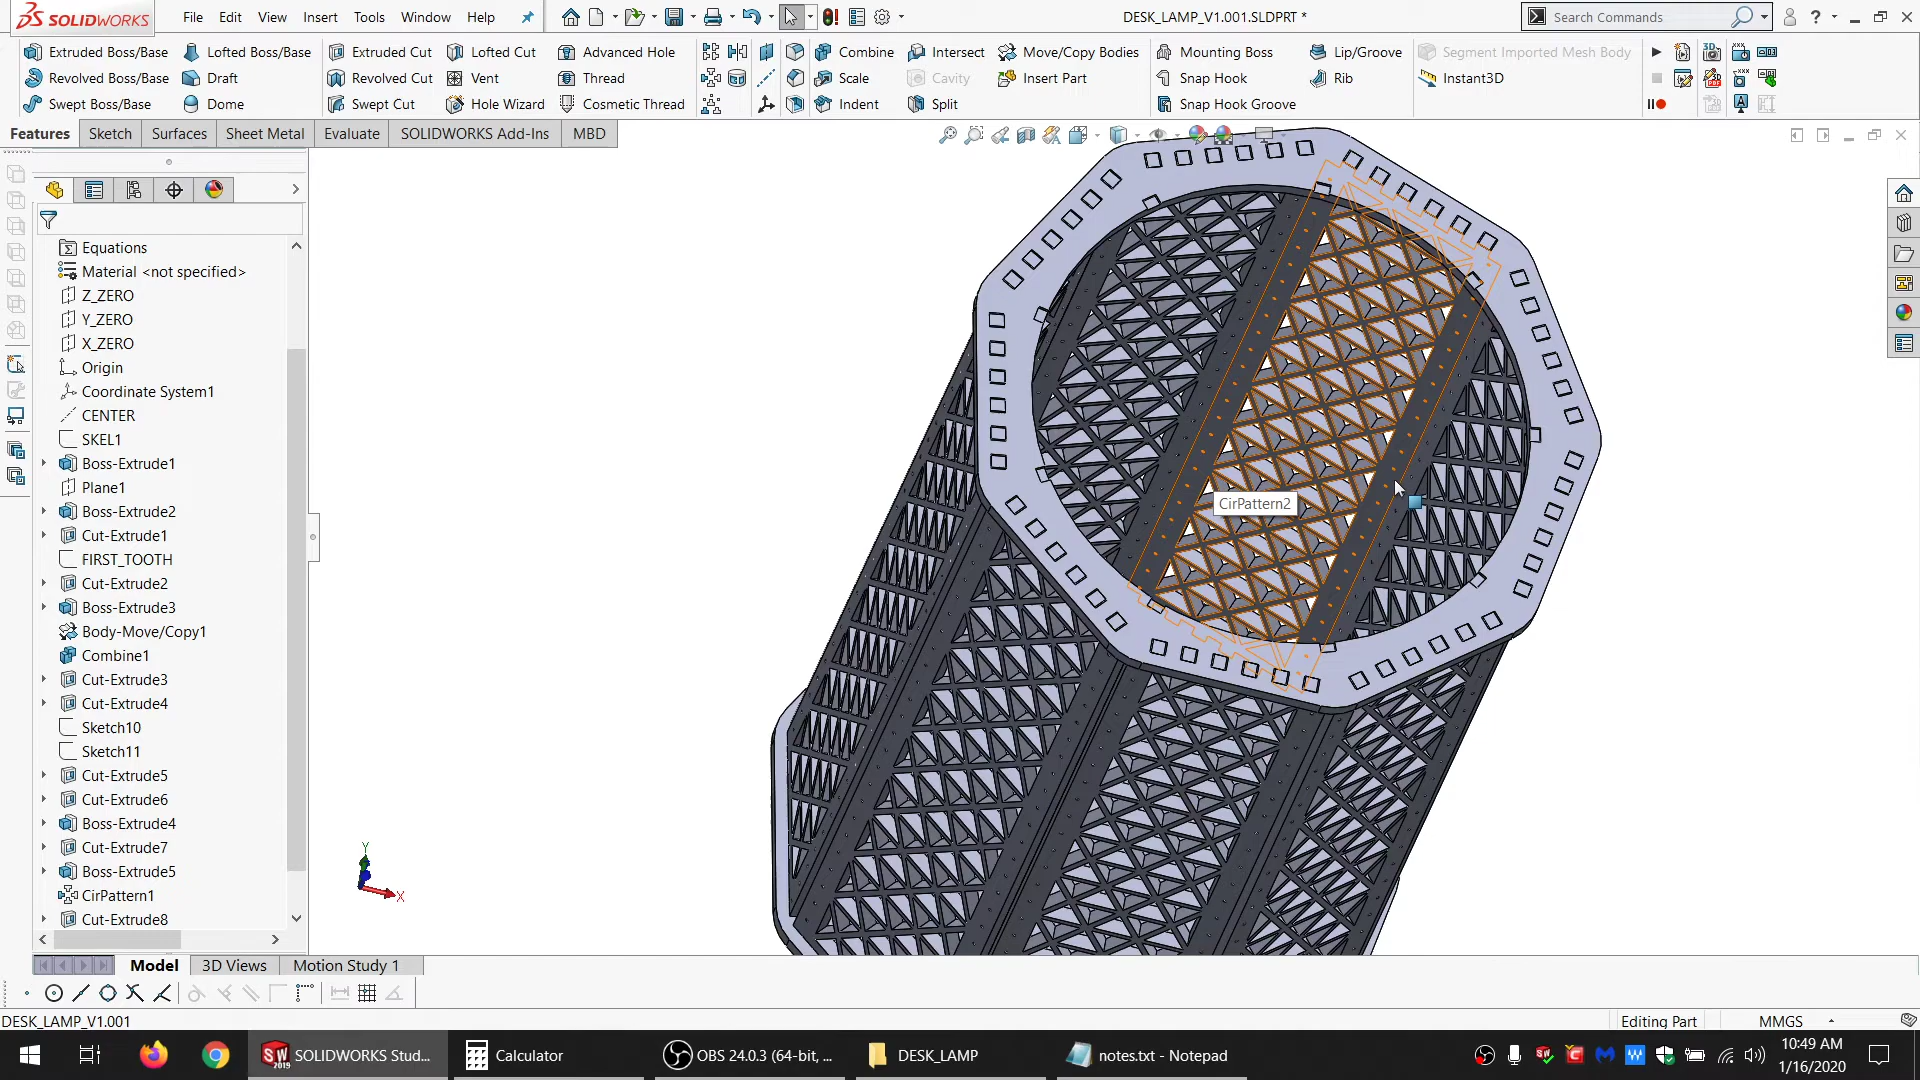 SOLIDWORKS File Edit View Insert Tools Window Help DESK_LAMP_V1.001.SLDPRT * Search Commands
Extruded Boss/Base Lofted Boss/Base Extruded Cut Lofted Cut Advanced Hole Combine Intersect Move/Copy Bodies Mounting Boss Lip/Groove Segment Imported Mesh Body
Revolved Boss/Base Draft Revolved Cut Vent Thread Scale Cavity Insert Part Snap Hook Rib Instant3D
Swept Boss/Base Dome Swept Cut Hole Wizard Cosmetic Thread Indent Split Snap Hook Groove
Features Sketch Surfaces Sheet Metal Evaluate SOLIDWORKS Add-Ins MBD
Equations
Material <not specified>
Z_ZERO
Y_ZERO
X_ZERO
Origin
Coordinate System1
CENTER
SKEL1
Boss-Extrude1
Plane1
Boss-Extrude2
Cut-Extrude1
FIRST_TOOTH
Cut-Extrude2
Boss-Extrude3
Body-Move/Copy1
Combine1
Cut-Extrude3
Cut-Extrude4
Sketch10
Sketch11
Cut-Extrude5
Cut-Extrude6
Boss-Extrude4
Cut-Extrude7
Boss-Extrude5
CirPattern1
Cut-Extrude8
CirPattern2
Y
X
Model 3D Views Motion Study 1
DESK_LAMP_V1.001 Editing Part MMGS
SOLIDWORKS Stud... Calculator OBS 24.0.3 (64-bit, ... DESK_LAMP notes.txt - Notepad 10:49 AM
1/16/2020